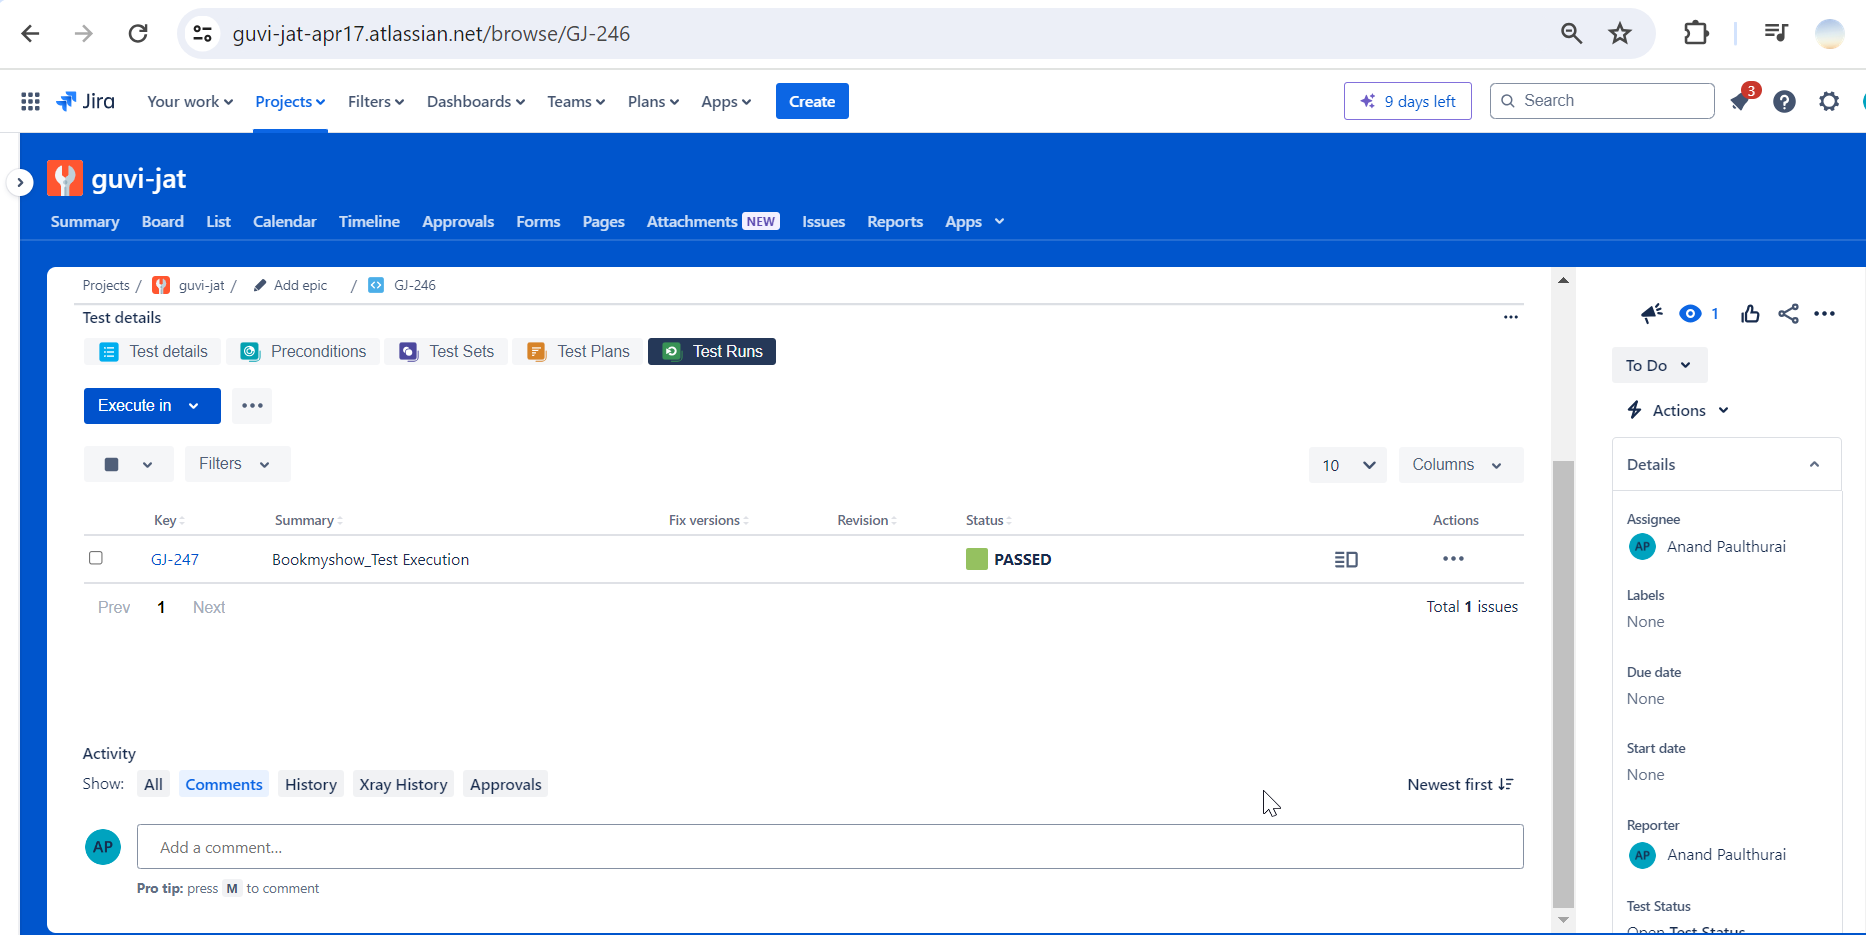 guvi-jat-apr17.atlassian.net/browse/GJ-246
Jira Your work Projects Filters Dashboards Teams Plans Apps Create 9 days left Search 3
guvi-jat
Summary Board List Calendar Timeline Approvals Forms Pages Attachments NEW Issues Reports Apps
Projects / guvi-jat / Add epic / GJ-246
Test details
Test details Preconditions Test Sets Test Plans Test Runs
Execute in
Filters 10 Columns
Key Summary Fix versions Revision Status Actions
GJ-247 Bookmyshow_Test Execution PASSED
Prev 1 Next Total 1 issues
Activity
Show: All Comments History Xray History Approvals Newest first
AP Add a comment...
Pro tip: press M to comment
1
To Do
Actions
Details
Assignee
AP Anand Paulthurai
Labels
None
Due date
None
Start date
None
Reporter
AP Anand Paulthurai
Test Status
Open Test Status